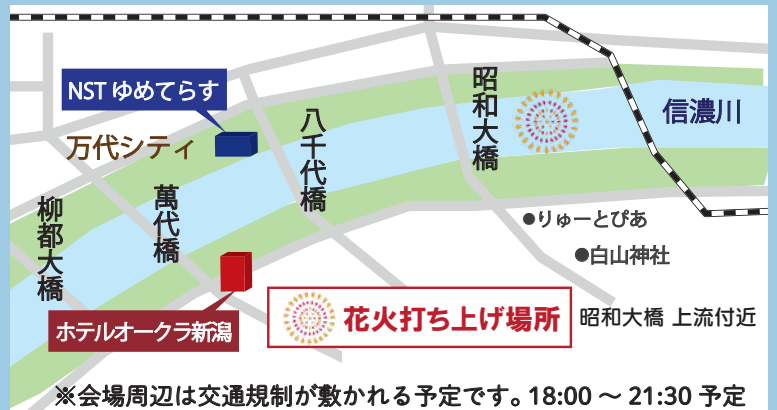 NST ゆめてらす
万代シティ
柳都大橋
萬代橋
八千代橋
昭和大橋
信濃川
●りゅーとぴあ
●白山神社
ホテルオークラ新潟
花火打ち上げ場所
昭和大橋 上流付近
※会場周辺は交通規制が敷かれる予定です。18:00 ~ 21:30 予定